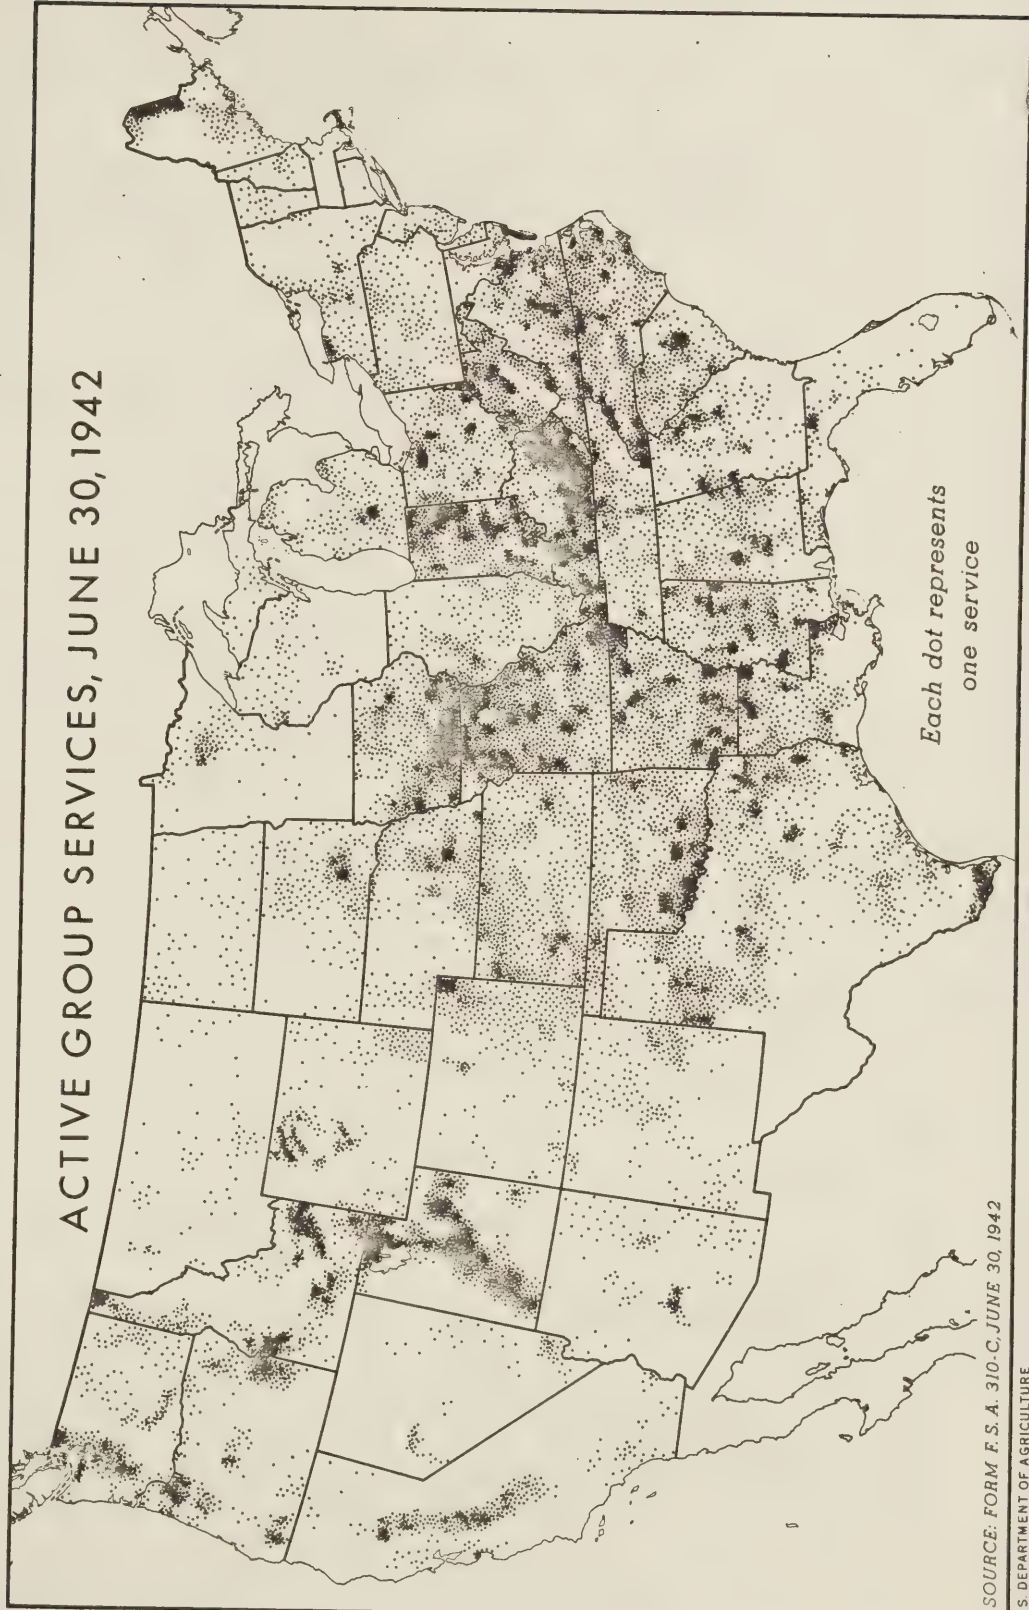 ACTIVE GROUP SERVICES, JUNE 30, 1942
Each dot represents
one service
SOURCE: FORM F. S. A. 310-C, JUNE 30, 1942
S. DEPARTMENT OF AGRICULTURE